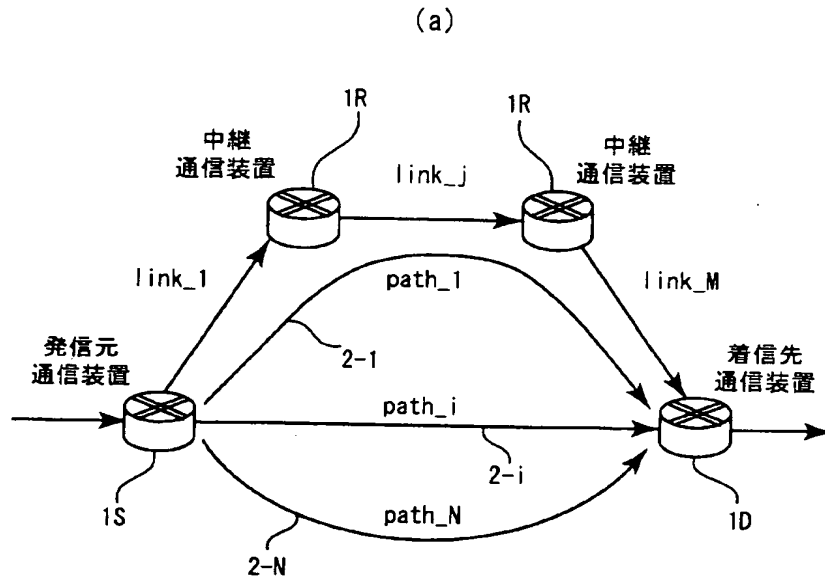 (a)
1R
1R
中継
通信装置
link_j
中継
通信装置
link_1
path_1
link_M
発信元
通信装置
2-1
着信先
通信装置
path_i
2-i
1S
path_N
1D
2-N